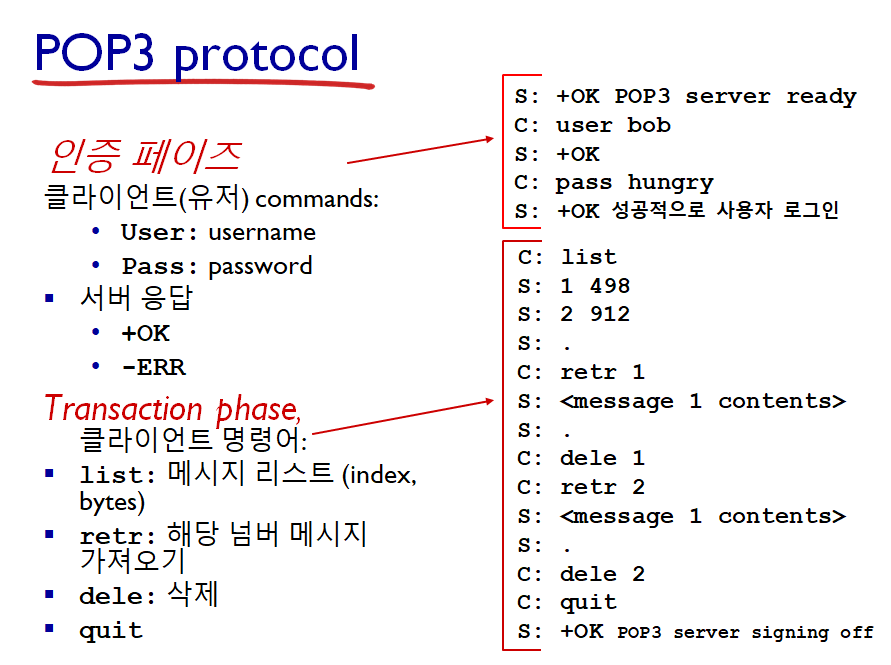 POP3 protocol
인증 페이즈
클라이언트(유저) commands:
• User: username
• Pass: password
▪ 서버 응답
• +OK
• -ERR
Transaction phase,
클라이언트 명령어:
▪ list: 메시지 리스트 (index,
bytes)
▪ retr: 해당 넘버 메시지
가져오기
▪ dele: 삭제
▪ quit
S: +OK POP3 server ready
C: user bob
S: +OK
C: pass hungry
S: +OK 성공적으로 사용자 로그인
C: list
S: 1 498
S: 2 912
S: .
C: retr 1
S: <message 1 contents>
S: .
C: dele 1
C: retr 2
S: <message 1 contents>
S: .
C: dele 2
C: quit
S: +OK POP3 server signing off